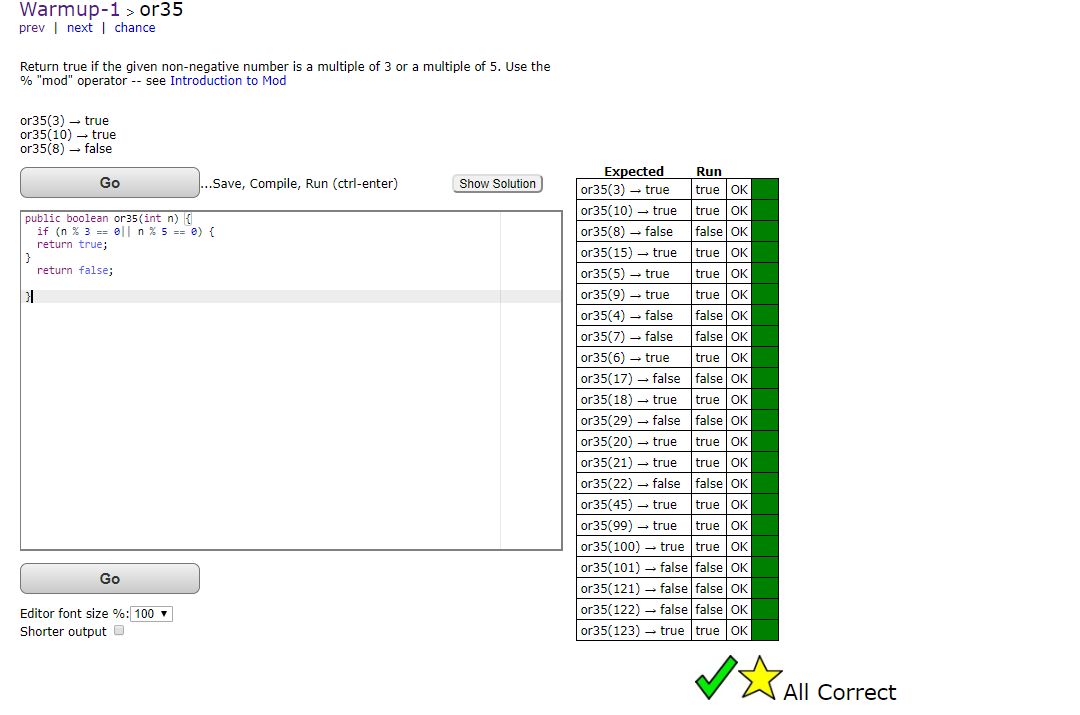 Warmup-1 > or35
prev | next | chance
Return true if the given non-negative number is a multiple of 3 or a multiple of 5. Use the
% "mod" operator -- see Introduction to Mod
or35(3) → true
or35(10) → true
or35(8) → false
Go
...Save, Compile, Run (ctrl-enter)
Show Solution
public boolean or35(int n) {
  if (n % 3 == 0|| n % 5 == 0) {
  return true;
}
  return false;
}
Go
Editor font size %: 100
Shorter output
Expected Run
or35(3) → true true OK
or35(10) → true true OK
or35(8) → false false OK
or35(15) → true true OK
or35(5) → true true OK
or35(9) → true true OK
or35(4) → false false OK
or35(7) → false false OK
or35(6) → true true OK
or35(17) → false false OK
or35(18) → true true OK
or35(29) → false false OK
or35(20) → true true OK
or35(21) → true true OK
or35(22) → false false OK
or35(45) → true true OK
or35(99) → true true OK
or35(100) → true true OK
or35(101) → false false OK
or35(121) → false false OK
or35(122) → false false OK
or35(123) → true true OK
All Correct